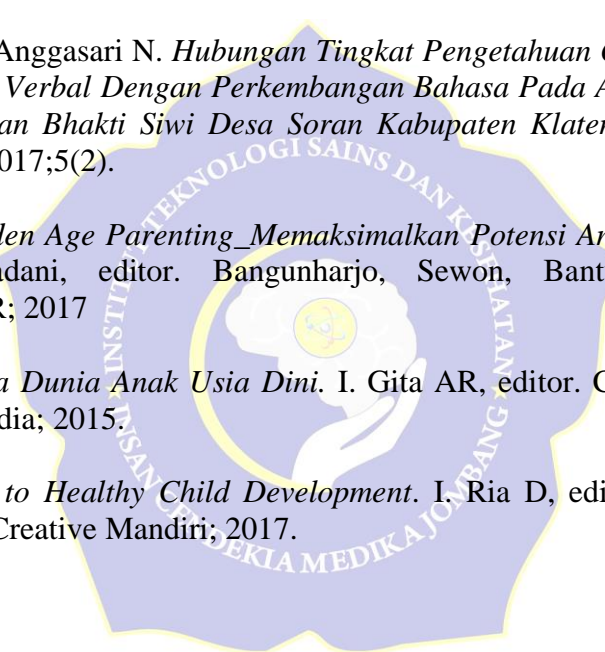 Anggasari N. Hubungan Tingkat Pengetahuan
Verbal Dengan Perkembangan Bahasa Pada A
an Bhakti Siwi Desa Soran Kabupaten Klaten
017;5(2).
den Age Parenting_Memaksimalkan Potensi An
adani, editor. Bangunharjo, Sewon, Bant
R; 2017
a Dunia Anak Usia Dini. I. Gita AR, editor. C
dia; 2015.
to Healthy Child Development. I. Ria D, edi
Creative Mandiri; 2017.
INSTITUT TEKNOLOGI SAINS DAN KESEHATAN
INSAN CENDEKIA MEDIKA JOMBANG